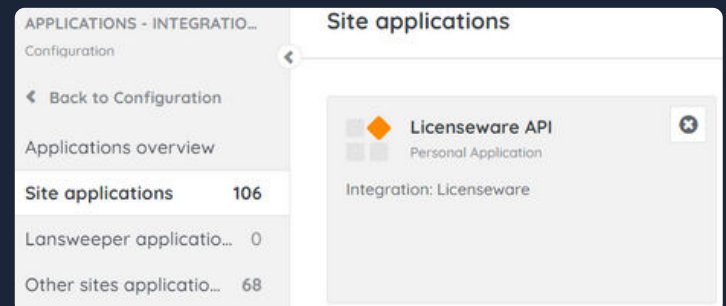 APPLICATIONS - INTEGRATIO...
Configuration
Back to Configuration
Applications overview
Site applications 106
Lansweeper applicatio... 0
Other sites applicatio... 68
Site applications
Licenseware API
Personal Application
Integration: Licenseware